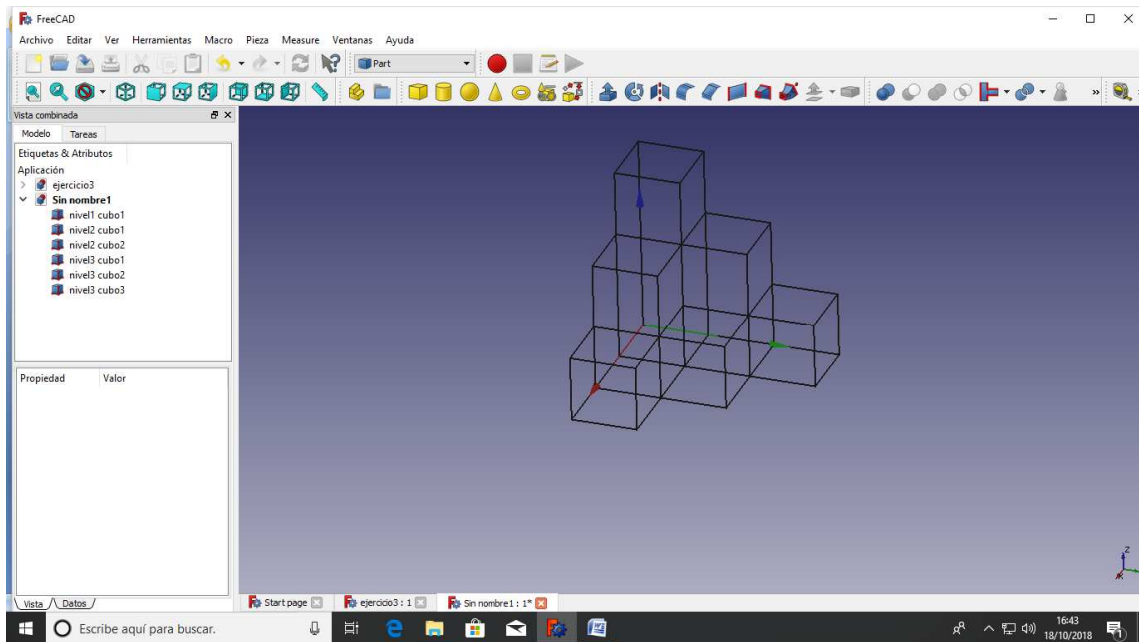 FreeCAD
Archivo Editar Ver Herramientas Macro Pieza Measure Ventanas Ayuda
Part
Vista combinada
Modelo Tareas
Etiquetas & Atributos
Aplicación
ejercicio3
Sin nombre1
nivel1 cubo1
nivel2 cubo1
nivel2 cubo2
nivel3 cubo1
nivel3 cubo2
nivel3 cubo3
Propiedad Valor
Z
Vista Datos
Start page ejercicio3 : 1 Sin nombre1 : 1*
Escribe aquí para buscar.
16:43
18/10/2018